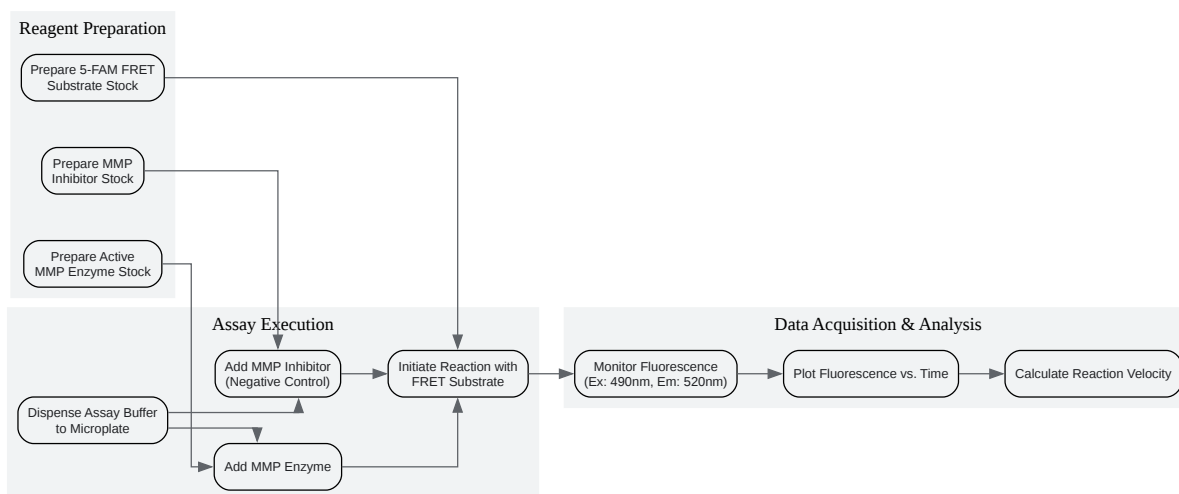 Reagent Preparation
Prepare 5-FAM FRET
Substrate Stock
Prepare MMP
Inhibitor Stock
Prepare Active
MMP Enzyme Stock
Assay Execution
Add MMP Inhibitor
(Negative Control)
Initiate Reaction with
FRET Substrate
Dispense Assay Buffer
to Microplate
Add MMP Enzyme
Data Acquisition & Analysis
Monitor Fluorescence
(Ex: 490nm, Em: 520nm)
Plot Fluorescence vs. Time
Calculate Reaction Velocity